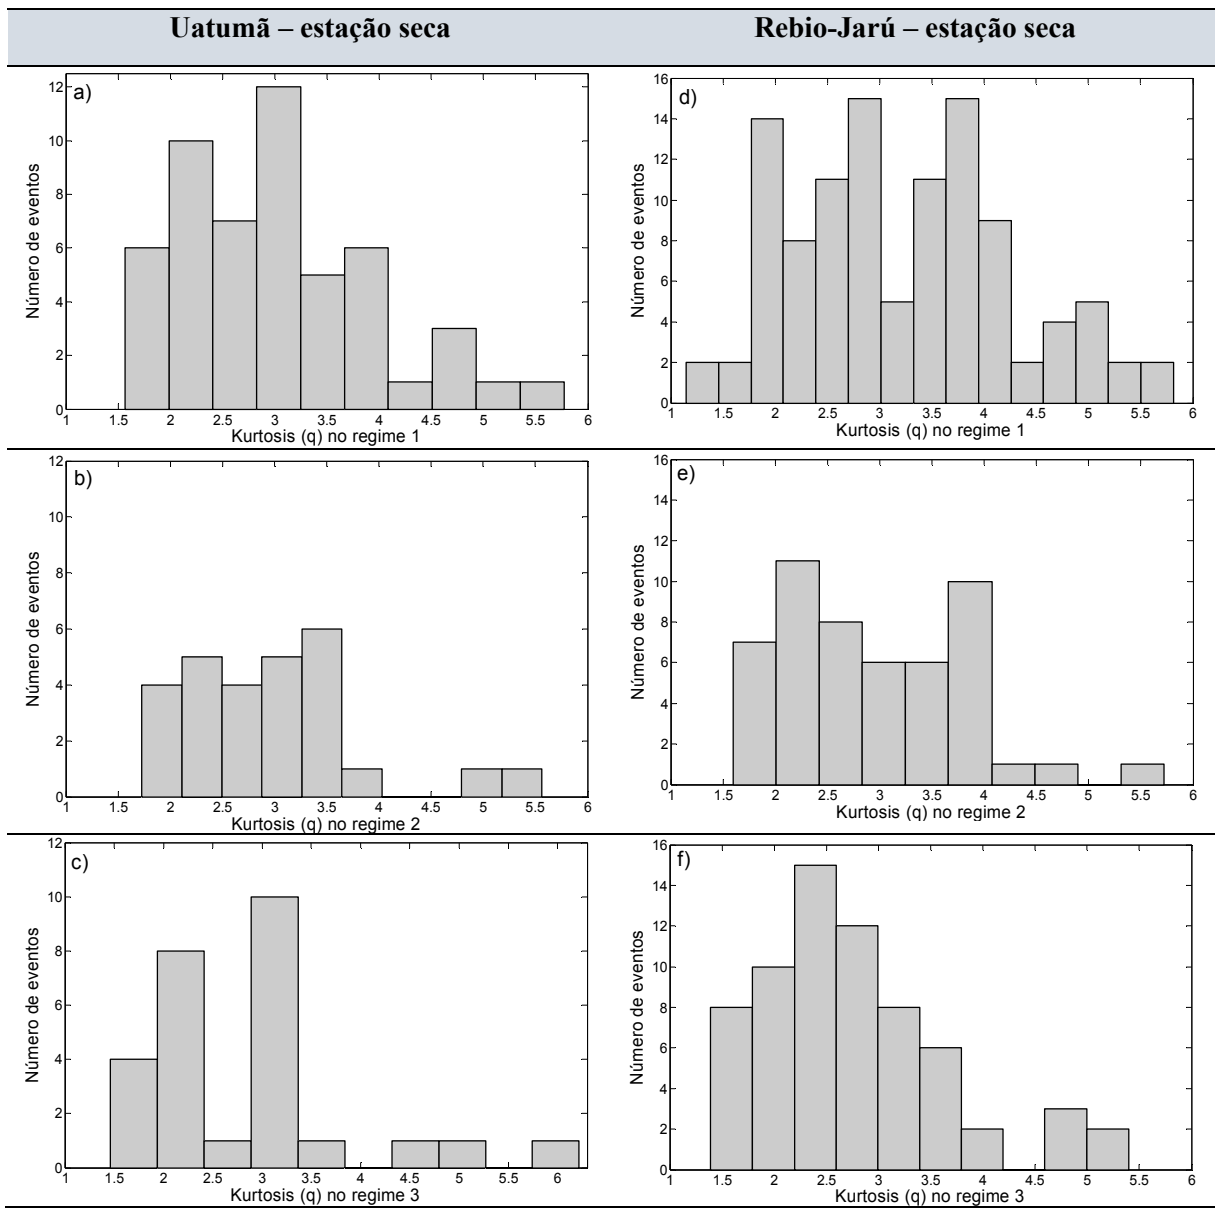 Uatumã – estação seca
Rebio-Jarú – estação seca
a)
Número de eventos
12
10
8
6
4
2
0
1 1.5 2 2.5 3 3.5 4 4.5 5 5.5 6
Kurtosis (q) no regime 1
d)
Número de eventos
16
14
12
10
8
6
4
2
0
1 1.5 2 2.5 3 3.5 4 4.5 5 5.5 6
Kurtosis (q) no regime 1
b)
Número de eventos
12
10
8
6
4
2
0
1 1.5 2 2.5 3 3.5 4 4.5 5 5.5 6
Kurtosis (q) no regime 2
e)
Número de eventos
16
14
12
10
8
6
4
2
0
1 1.5 2 2.5 3 3.5 4 4.5 5 5.5 6
Kurtosis (q) no regime 2
c)
Número de eventos
12
10
8
6
4
2
0
1 1.5 2 2.5 3 3.5 4 4.5 5 5.5 6
Kurtosis (q) no regime 3
f)
Número de eventos
16
14
12
10
8
6
4
2
0
1 1.5 2 2.5 3 3.5 4 4.5 5 5.5 6
Kurtosis (q) no regime 3